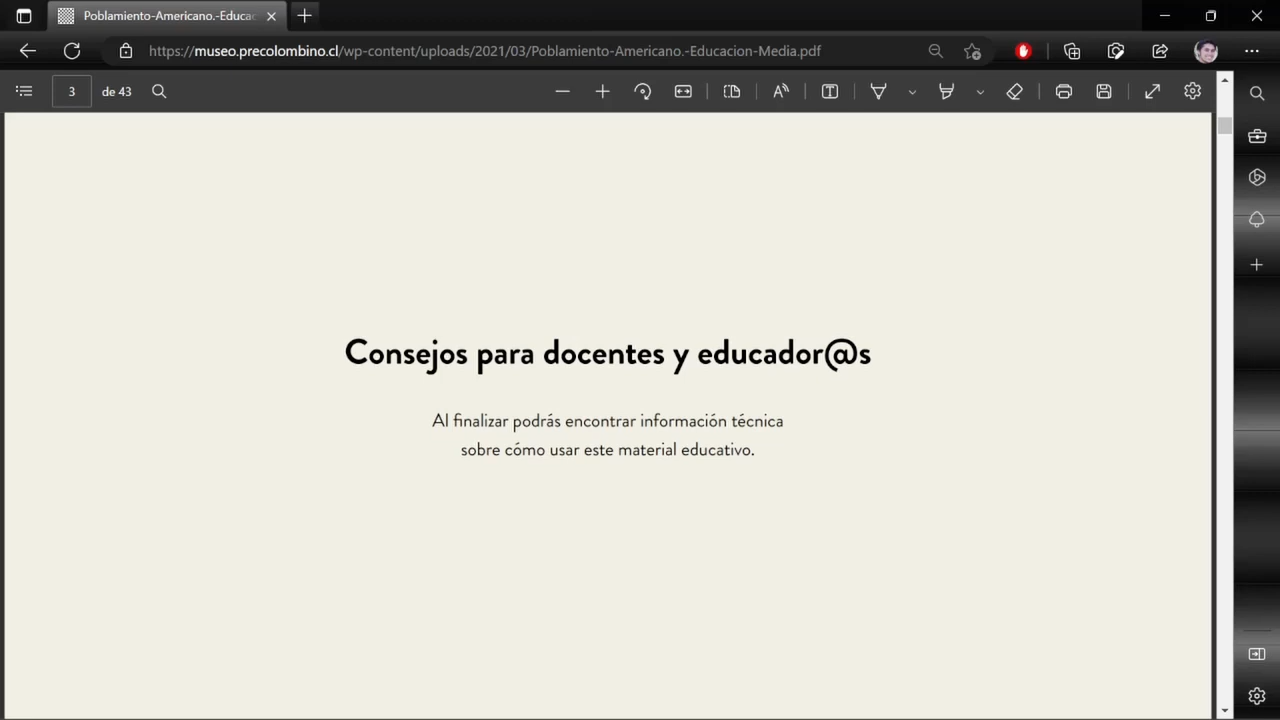 Poblamiento-Americano.-Educac
https://museo.precolombino.cl/wp-content/uploads/2021/03/Poblamiento-Americano.-Educacion-Media.pdf
3 de 43
Consejos para docentes y educador@s
Al finalizar podrás encontrar información técnica
sobre cómo usar este material educativo.